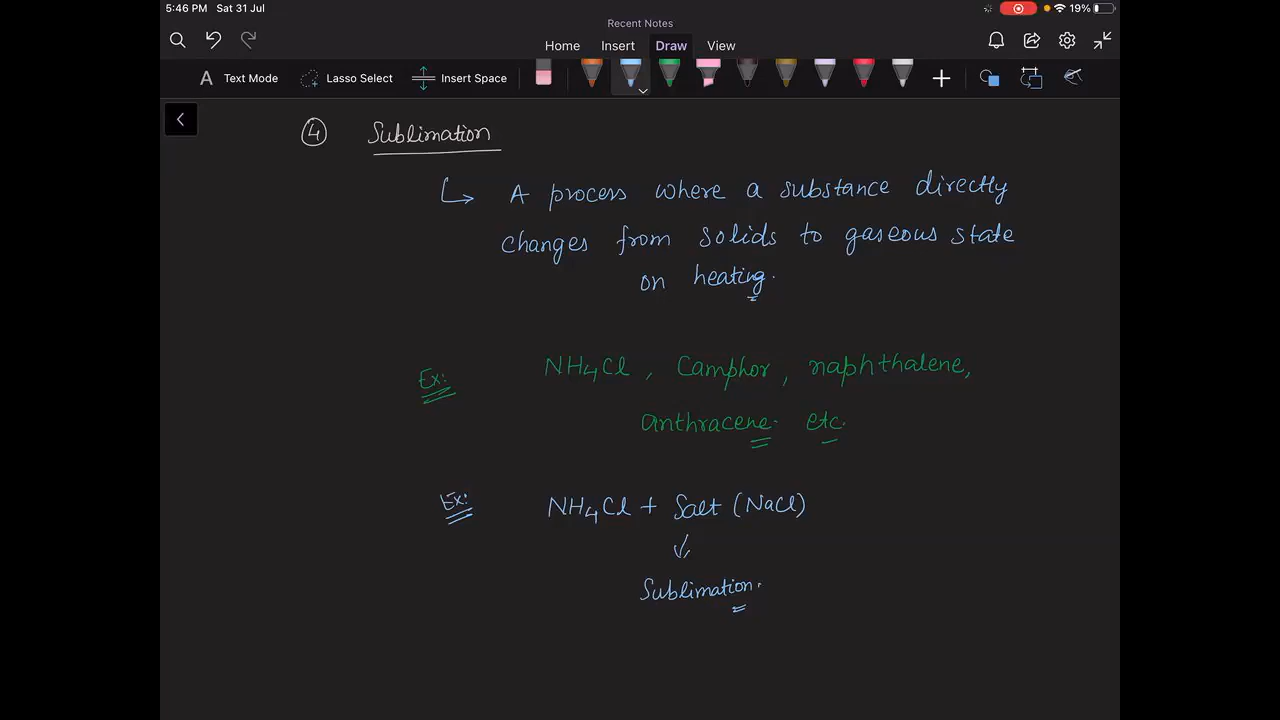 5:46 PM Sat 31 Jul
19%
Recent Notes
Home Insert Draw View
A Text Mode Lasso Select Insert Space
4 Sublimation
↳ A process where a substance directly
changes from solids to gaseous state
on heating.
Ex: NH4Cl, Camphor, naphthalene,
anthracene. etc.
Ex: NH4Cl + Salt (NaCl)
↓
Sublimation.